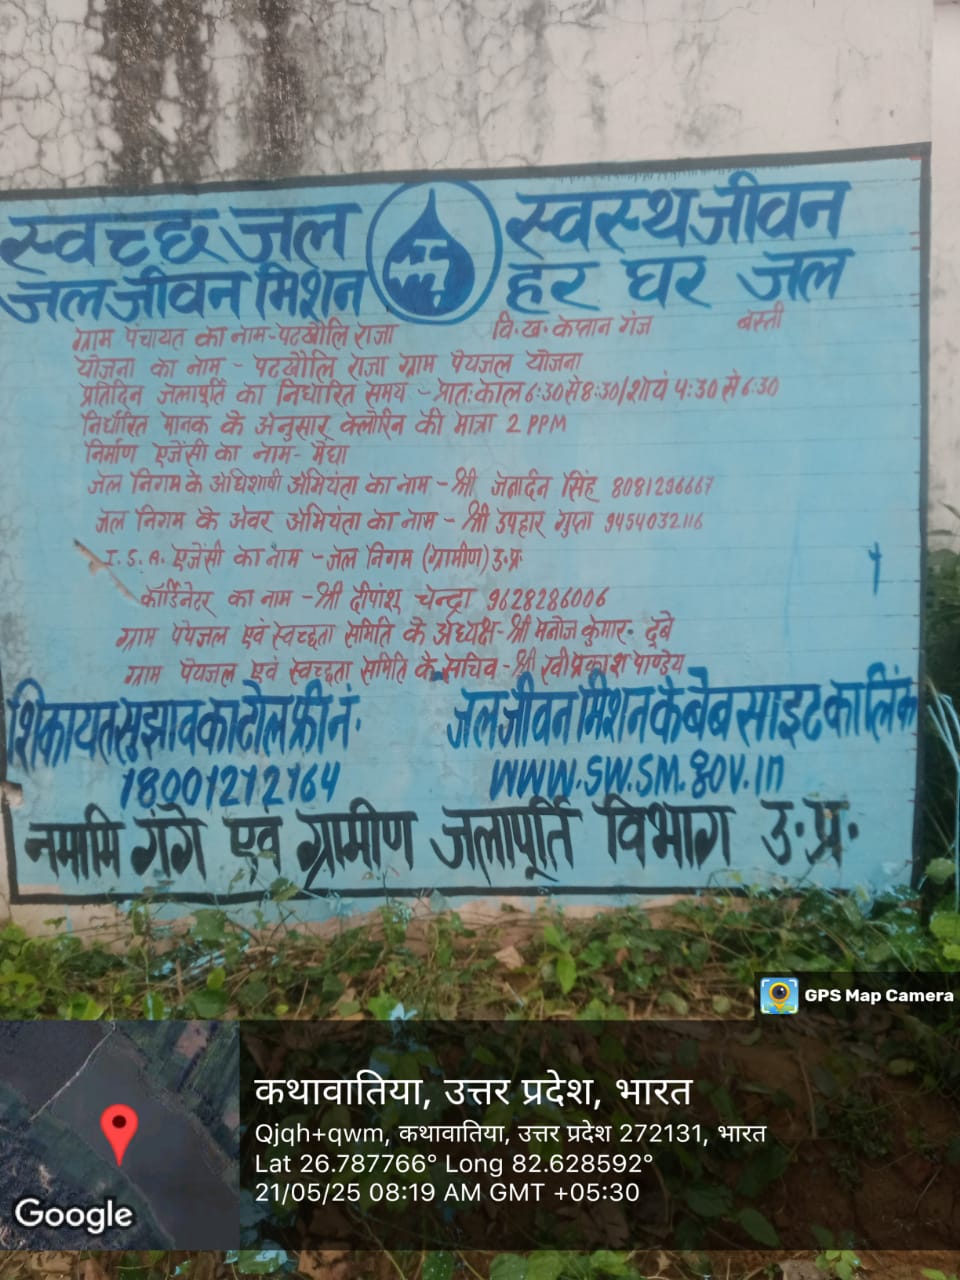 स्वच्छ जल स्वस्थ जीवन
जल जीवन मिशन हर घर जल
ग्राम पंचायत का नाम-पटखौलि राजा वि.ख. कप्तान गंज बस्ती
योजना का नाम - पटखौलि राजा ग्राम पेयजल योजना
प्रतिदिन जलापूर्ति का निर्धारित समय - प्रातःकाल 6:30 से 8:30/शायं 4:30 से 6:30
निर्धारित मानक के अनुसार क्लोरिन की मात्रा 2 PPM
निर्माण एजेंसी का नाम- मेघा
जल निगम के अधिशाषी अभियंता का नाम - श्री जनार्दन सिंह 8081296667
जल निगम के अवर अभियंता का नाम - श्री उपहार गुप्ता 9454032116
I.S.A. एजेंसी का नाम - जल निगम (ग्रामीण) उ.प्र.
कॉर्डिनेटर का नाम - श्री दीपांशु चन्द्रा 9628286006
ग्राम पेयजल एवं स्वच्छता समिति के अध्यक्ष- श्री मनोज कुमार. दुबे
ग्राम पेयजल एवं स्वच्छता समिति के सचिव - श्री रवीप्रकाश पाण्डेय
शिकायत सुझाव का टोल फ्री नं. जल जीवन मिशन के बेब साइट का लिंक
18001212164 WWW.SWSM.GOV.in
नमामि गंगे एवं ग्रामीण जलापूर्ति विभाग उ.प्र.
GPS Map Camera
कथावातिया, उत्तर प्रदेश, भारत
Qjqh+qwm, कथावातिया, उत्तर प्रदेश 272131, भारत
Lat 26.787766° Long 82.628592°
21/05/25 08:19 AM GMT +05:30
Google